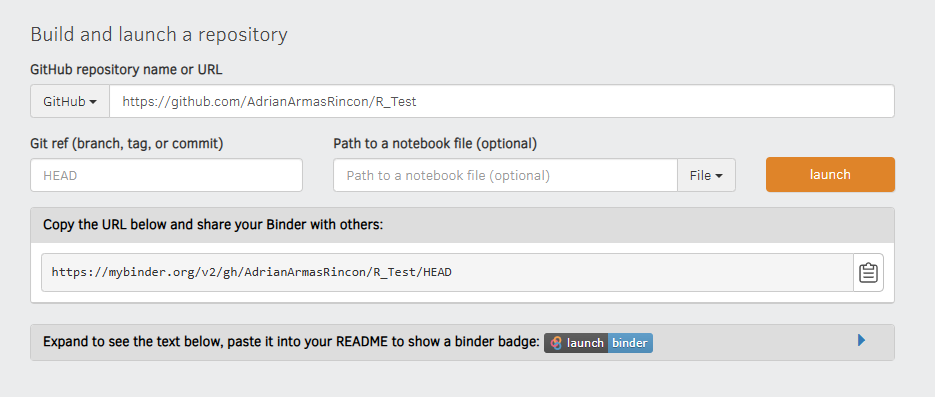 Build and launch a repository
GitHub repository name or URL
GitHub https://github.com/AdrianArmasRincon/R_Test
Git ref (branch, tag, or commit) Path to a notebook file (optional)
HEAD Path to a notebook file (optional) File launch
Copy the URL below and share your Binder with others:
https://mybinder.org/v2/gh/AdrianArmasRincon/R_Test/HEAD
Expand to see the text below, paste it into your README to show a binder badge: launch binder